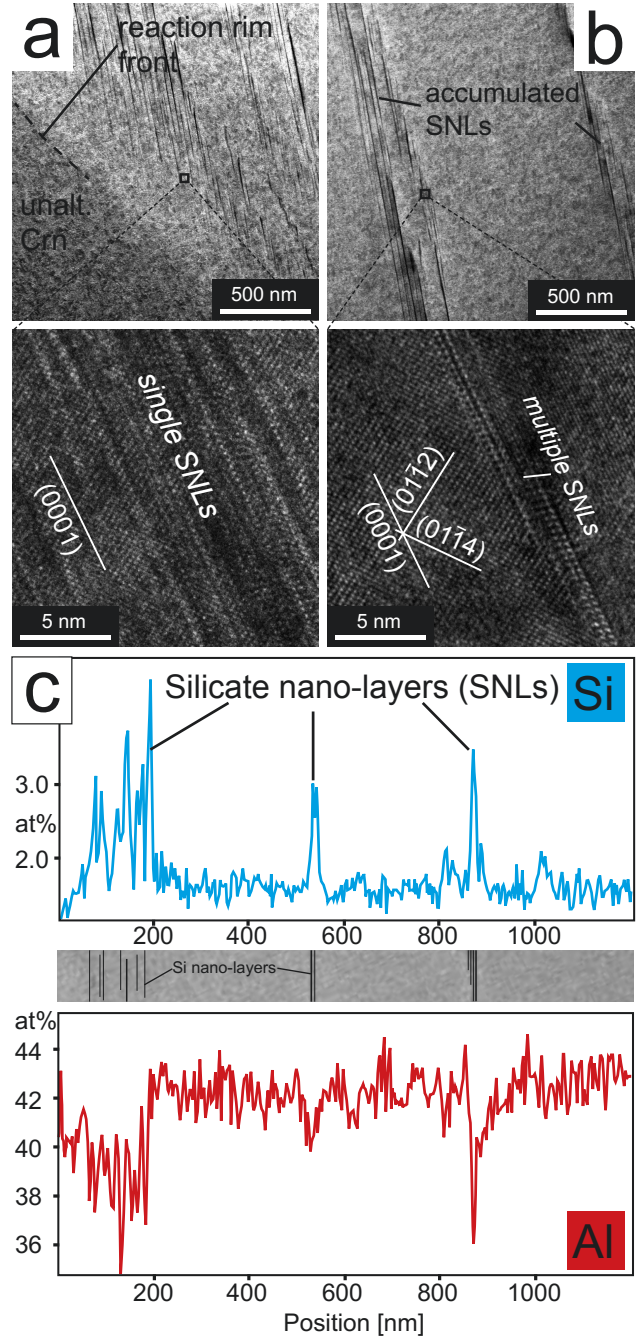 a
reaction rim
front
unalt.
Crn
500 nm
b
accumulated
SNLs
500 nm
single SNLs
(0001)
5 nm
multiple SNLs
(011̄2)
(0001)
(011̄4)
5 nm
c
Silicate nano-layers (SNLs)
Si
3.0
at%
2.0
200 400 600 800 1000
Si nano-layers
at%
44
42
40
38
36
Al
200 400 600 800 1000
Position [nm]